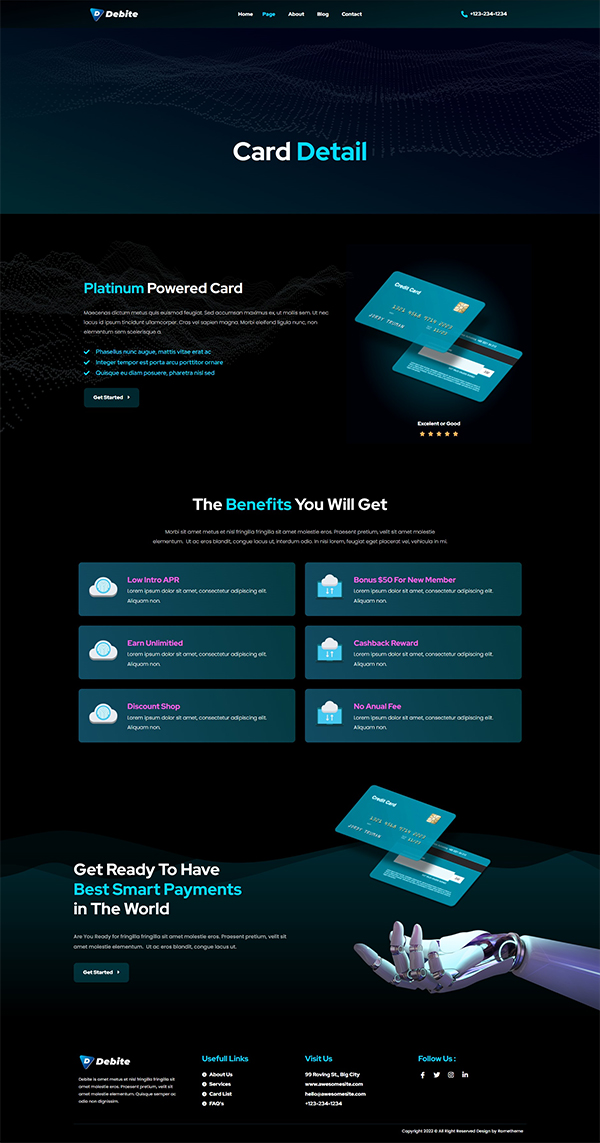 Debite
Home Page About Blog Contact
+123-234-1234
Card Detail
Platinum Powered Card
Maecenas dictum metus quis euismod feugiat. Sed accumsan maximus ex, ut mollis sem. Ut nec
lacus id ipsum tincidunt ullamcorper. Cras vel sapien magna. Morbi eleifend ligula nunc, non
elementum sem scelerisque a.
Phasellus nunc augue, mattis vitae erat ac
Integer tempor est porta arcu porttitor ornare
Quisque eu diam posuere, pharetra nisl sed
Get Started
Credit Card
JERRY TRUMAN
Excelent or Good
The Benefits You Will Get
Morbi sit amet metus et nisl fringilla fringilla sit amet molestie eros. Praesent pretium, velit sit amet molestie
elementum. Ut ac eros blandit, congue lacus ut, interdum odio. In nisi lorem, feugiat eget placerat vel, vehicula in mi.
Low Intro APR
Lorem ipsum dolor sit amet, consectetur adipiscing elit.
Aliquam non.
Bonus $50 For New Member
Lorem ipsum dolor sit amet, consectetur adipiscing elit.
Aliquam non.
Earn Unlimitied
Lorem ipsum dolor sit amet, consectetur adipiscing elit.
Aliquam non.
Cashback Reward
Lorem ipsum dolor sit amet, consectetur adipiscing elit.
Aliquam non.
Discount Shop
Lorem ipsum dolor sit amet, consectetur adipiscing elit.
Aliquam non.
No Anual Fee
Lorem ipsum dolor sit amet, consectetur adipiscing elit.
Aliquam non.
Credit Card
JERRY TRUMAN
Get Ready To Have
Best Smart Payments
in The World
Are You Ready for fringilla fringilla sit amet molestie eros. Praesent pretium, velit sit
amet molestie elementum. Ut ac eros blandit, congue lacus ut.
Get Started
Debite
Debite is amet metus et nisl fringilla fringilla sit
amet molestie eros. Praesent pretium, velit sit
amet molestie elementum. Quisque semper ac
odio non dignissim.
Usefull Links
About Us
Services
Card List
FAQ's
Visit Us
99 Roving St., Big City
www.awesomesite.com
hello@awesomesite.com
+123-234-1234
Follow Us :
Copyright 2022 © All Right Reserved Design by Rometheme